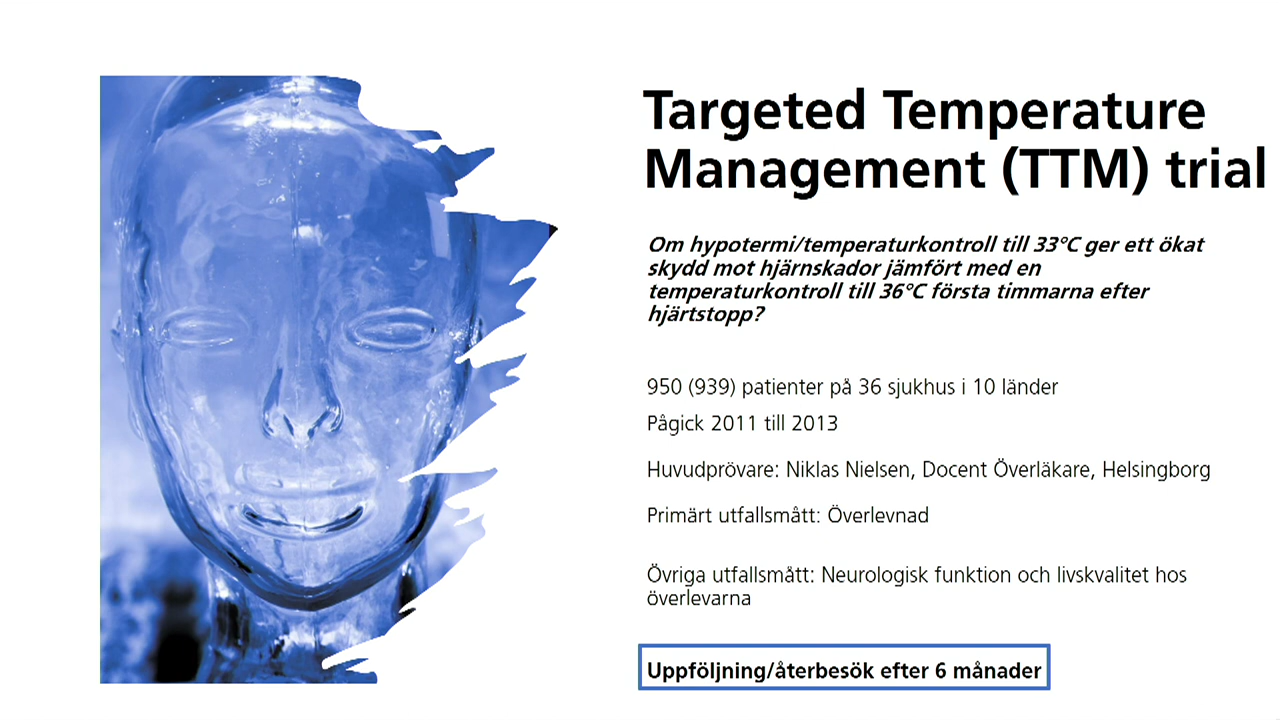 Targeted Temperature
Management (TTM) trial
Om hypotermi/temperaturkontroll till 33°C ger ett ökat
skydd mot hjärnskador jämfört med en
temperaturkontroll till 36°C första timmarna efter
hjärtstopp?
950 (939) patienter på 36 sjukhus i 10 länder
Pågick 2011 till 2013
Huvudprövare: Niklas Nielsen, Docent Överläkare, Helsingborg
Primärt utfallsmått: Överlevnad
Övriga utfallsmått: Neurologisk funktion och livskvalitet hos
överlevarna
Uppföljning/återbesök efter 6 månader